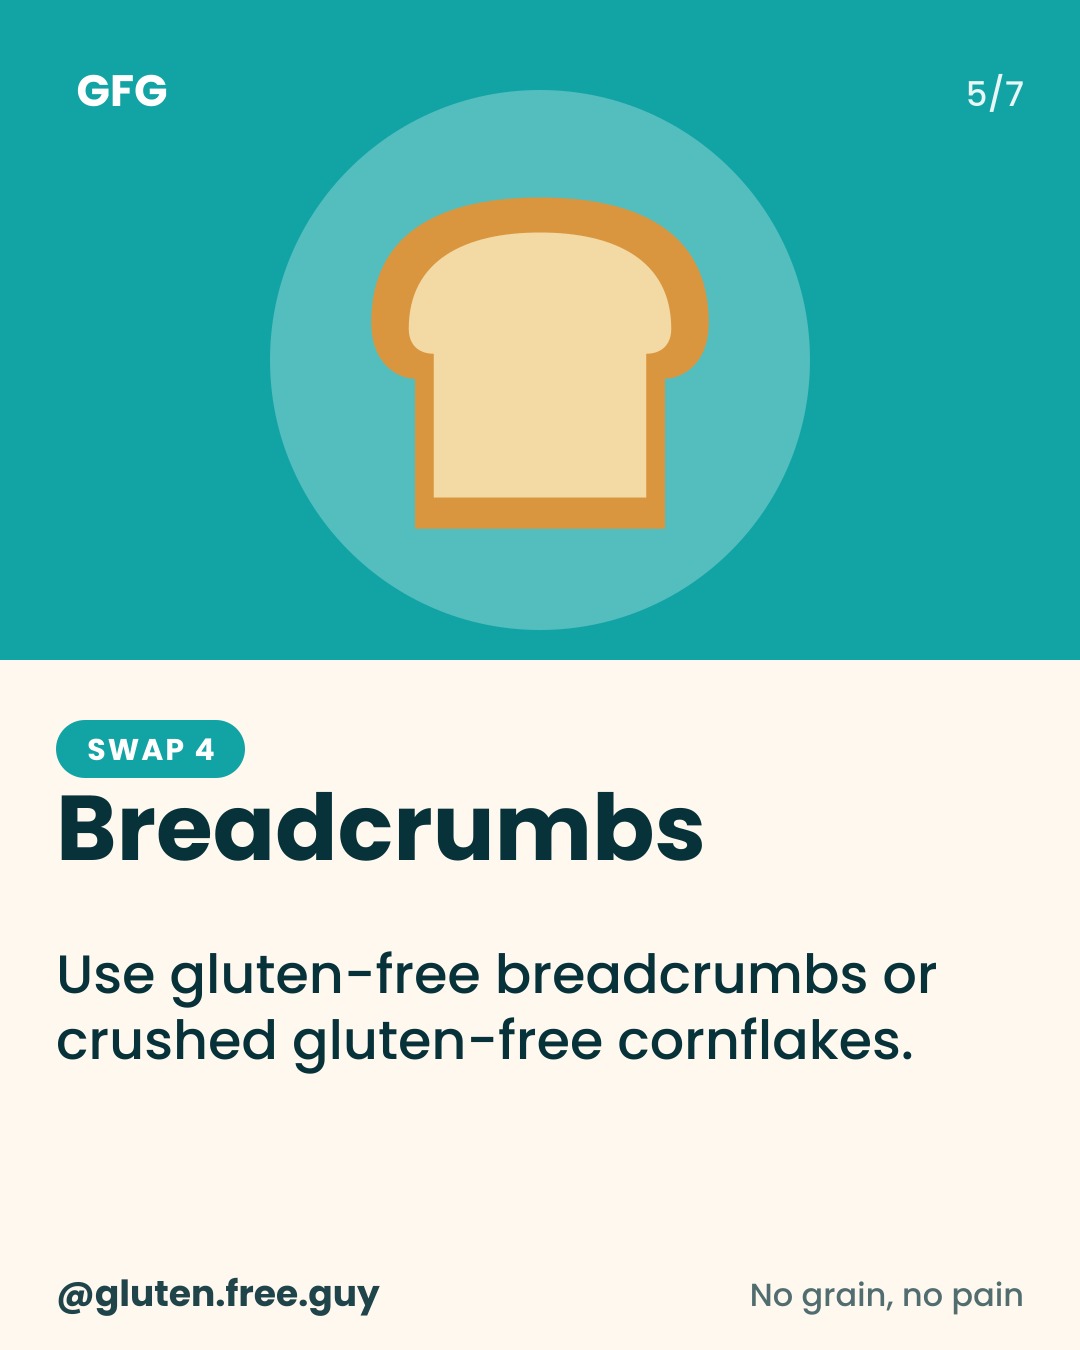 GFG
5/7
SWAP 4
Breadcrumbs
Use gluten-free breadcrumbs or
crushed gluten-free cornflakes.
@gluten.free.guy
No grain, no pain